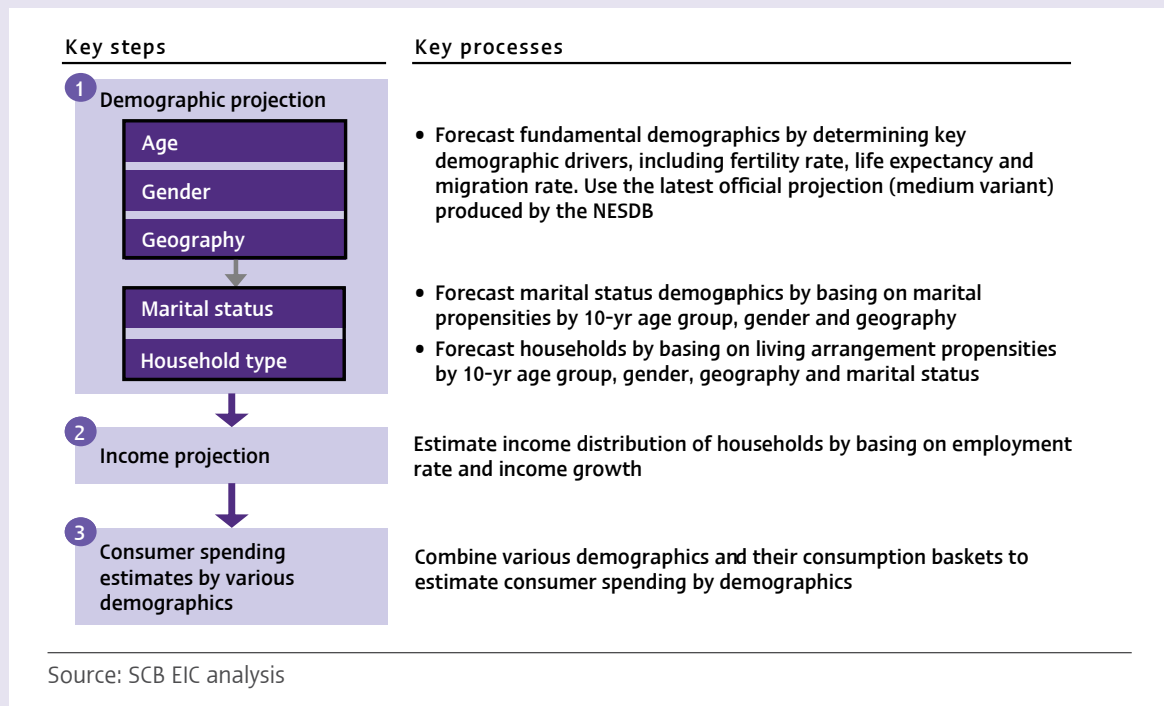 Key steps
Key processes
1
Demographic projection
Age
Gender
Geography
• Forecast fundamental demographics by determining key
demographic drivers, including fertility rate, life expectancy and
migration rate. Use the latest official projection (medium variant)
produced by the NESDB
Marital status
Household type
• Forecast marital status demographics by basing on marital
propensities by 10-yr age group, gender and geography
• Forecast households by basing on living arrangement propensities
by 10-yr age group, gender, geography and marital status
2
Income projection
Estimate income distribution of households by basing on employment
rate and income growth
3
Consumer spending
estimates by various
demographics
Combine various demographics and their consumption baskets to
estimate consumer spending by demographics
Source: SCB EIC analysis